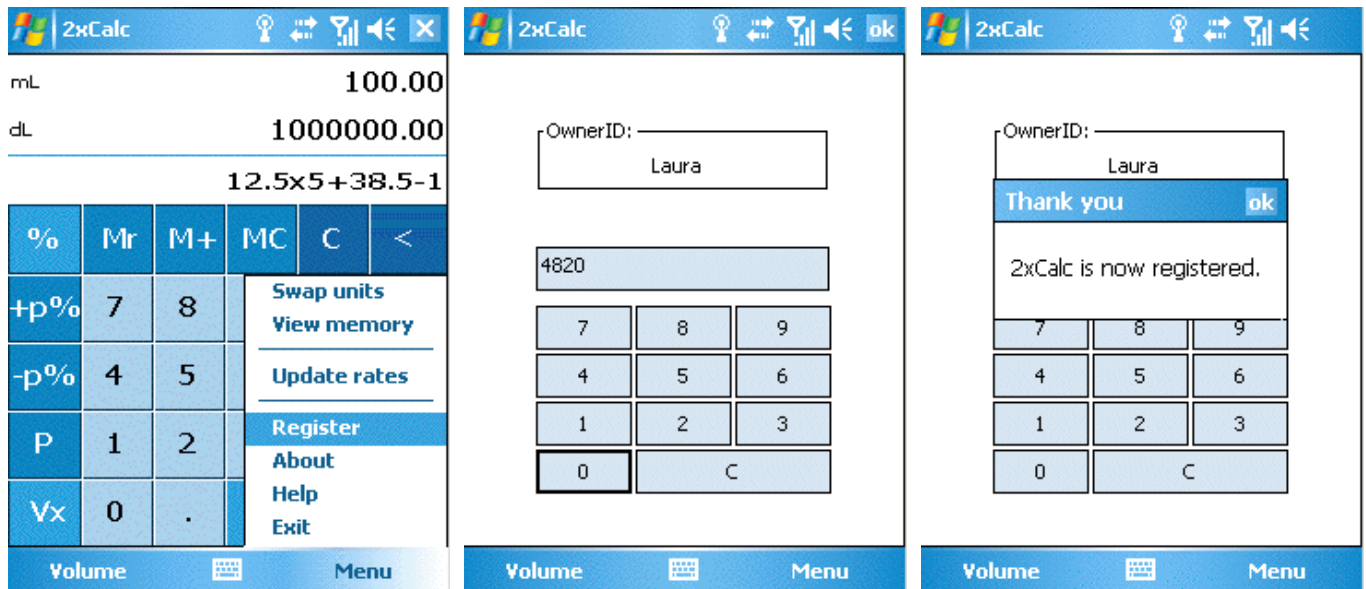 2xCalc
mL 100.00
dL 1000000.00
12.5x5+38.5-1
% Mr M+ MC C <
+p% 7 8
-p% 4 5
P 1 2
Vx 0 .
Swap units
View memory
Update rates
Register
About
Help
Exit
Volume Menu
2xCalc ok
OwnerID:
Laura
4820
7 8 9
4 5 6
1 2 3
0 C
Volume Menu
2xCalc
OwnerID:
Laura
Thank you ok
2xCalc is now registered.
7 8 9
4 5 6
1 2 3
0 C
Volume Menu